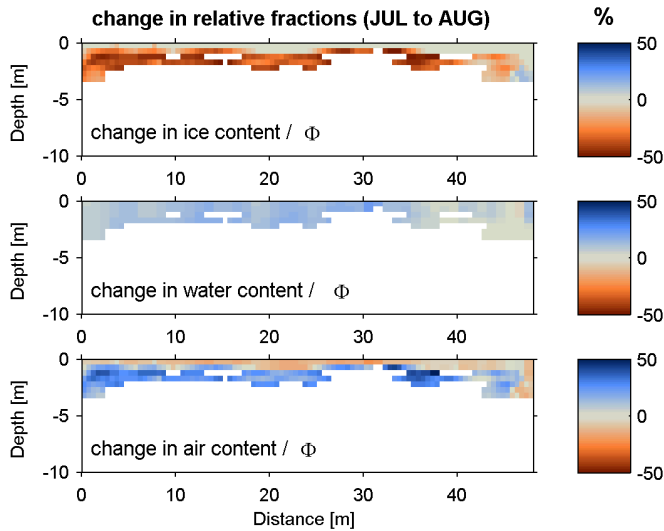 change in relative fractions (JUL to AUG) %
0
-5
-10
Depth [m]
change in ice content / Φ
0 10 20 30 40
50
0
-50
0
-5
-10
Depth [m]
change in water content / Φ
0 10 20 30 40
50
0
-50
0
-5
-10
Depth [m]
change in air content / Φ
0 10 20 30 40
Distance [m]
50
0
-50